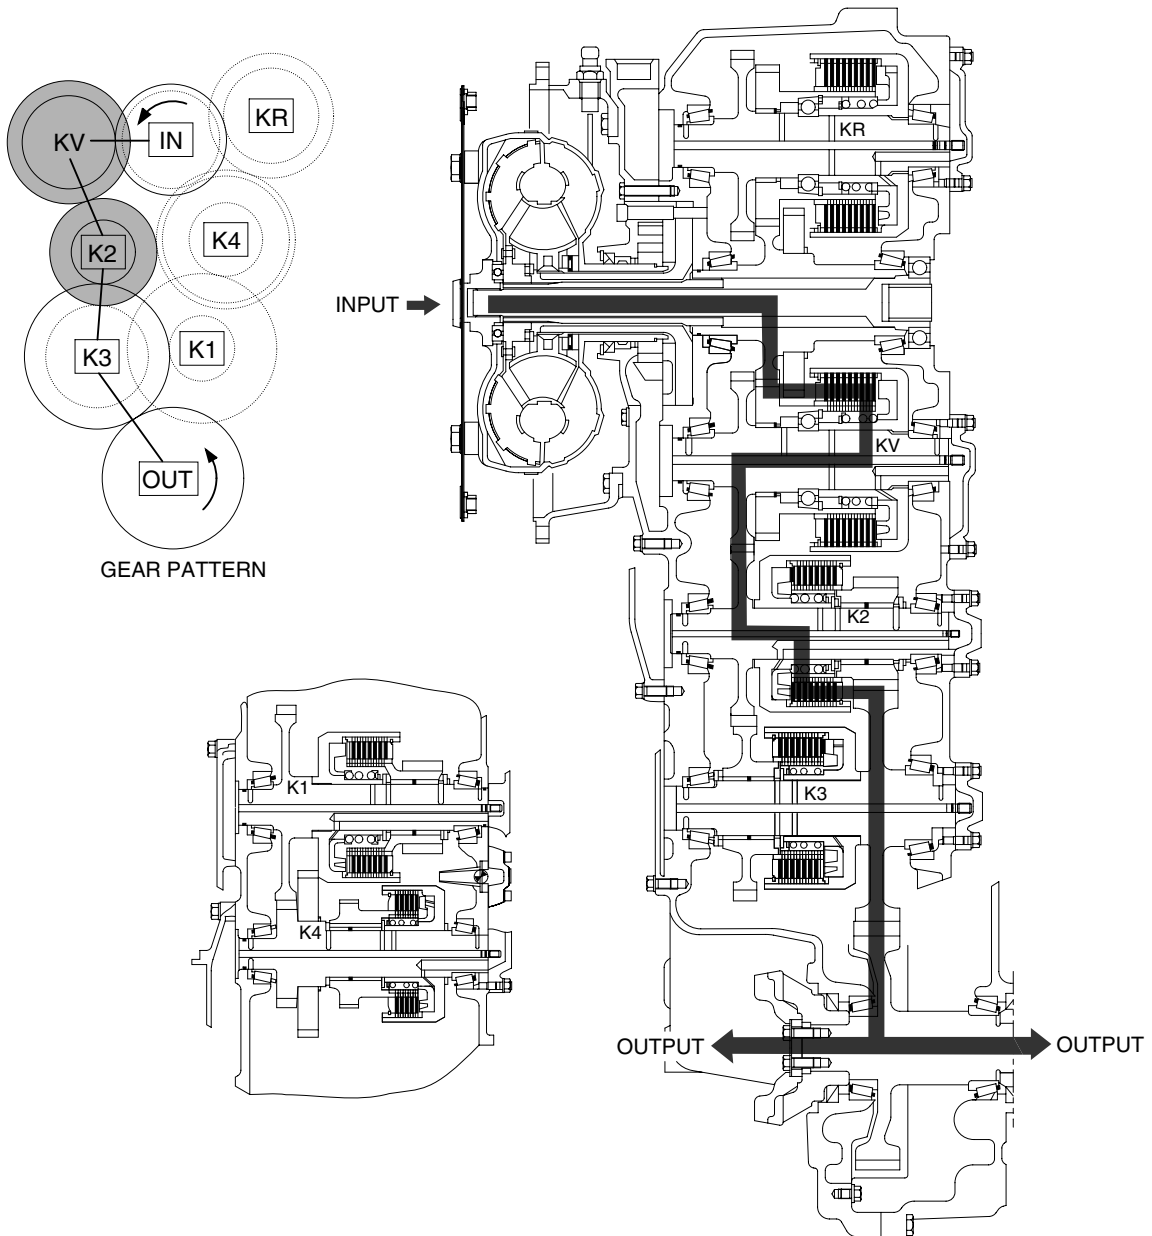 KV
IN
KR
K2
K4
K3
K1
OUT
GEAR PATTERN
KR
INPUT
KV
K2
K3
K1
K4
OUTPUT
OUTPUT